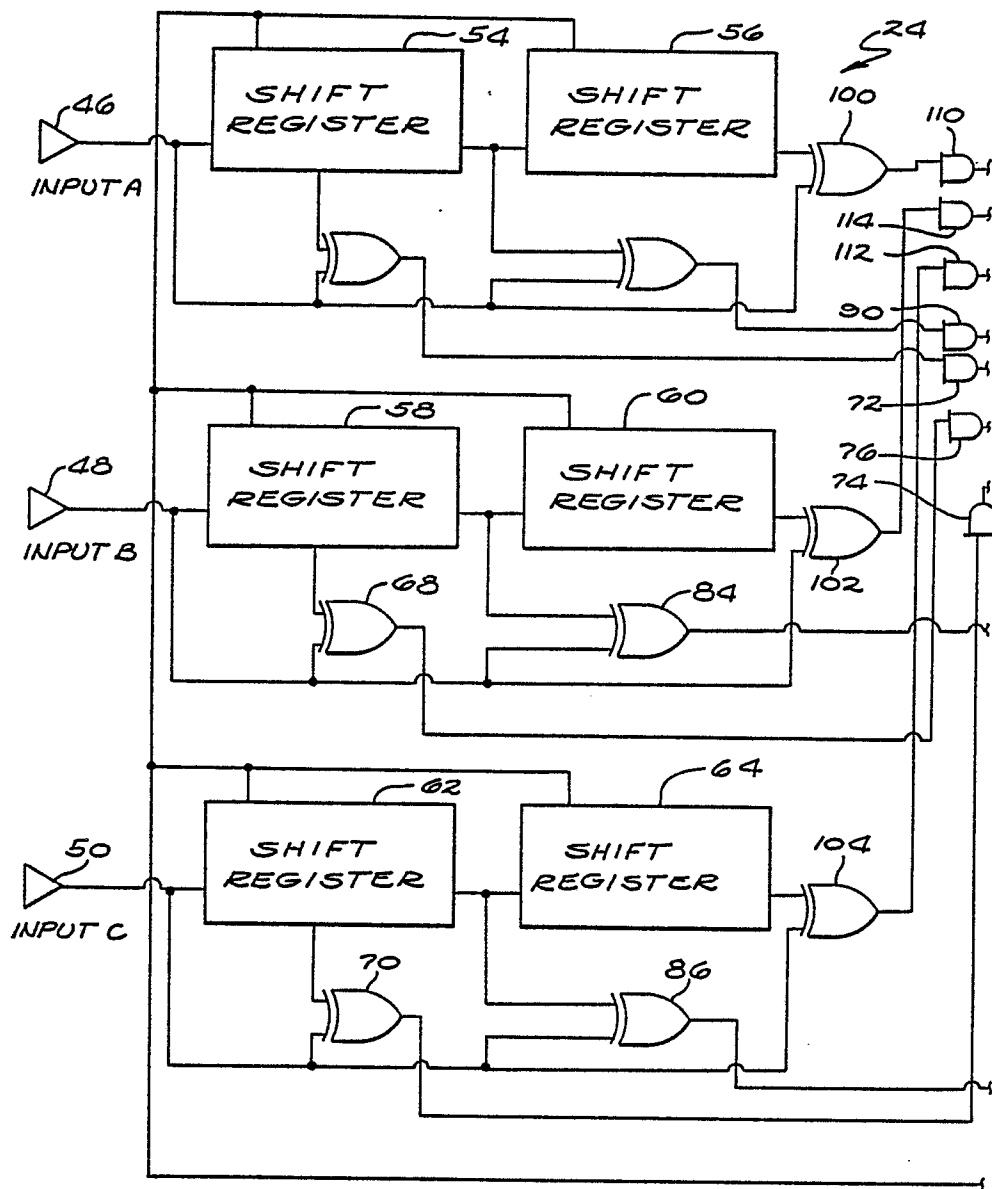 54
56
24
46
SHIFT
REGISTER
SHIFT
REGISTER
100
110
INPUT A
114
112
90
72
58
60
76
48
SHIFT
REGISTER
SHIFT
REGISTER
74
INPUT B
68
84
102
62
64
50
SHIFT
REGISTER
SHIFT
REGISTER
104
INPUT C
70
86